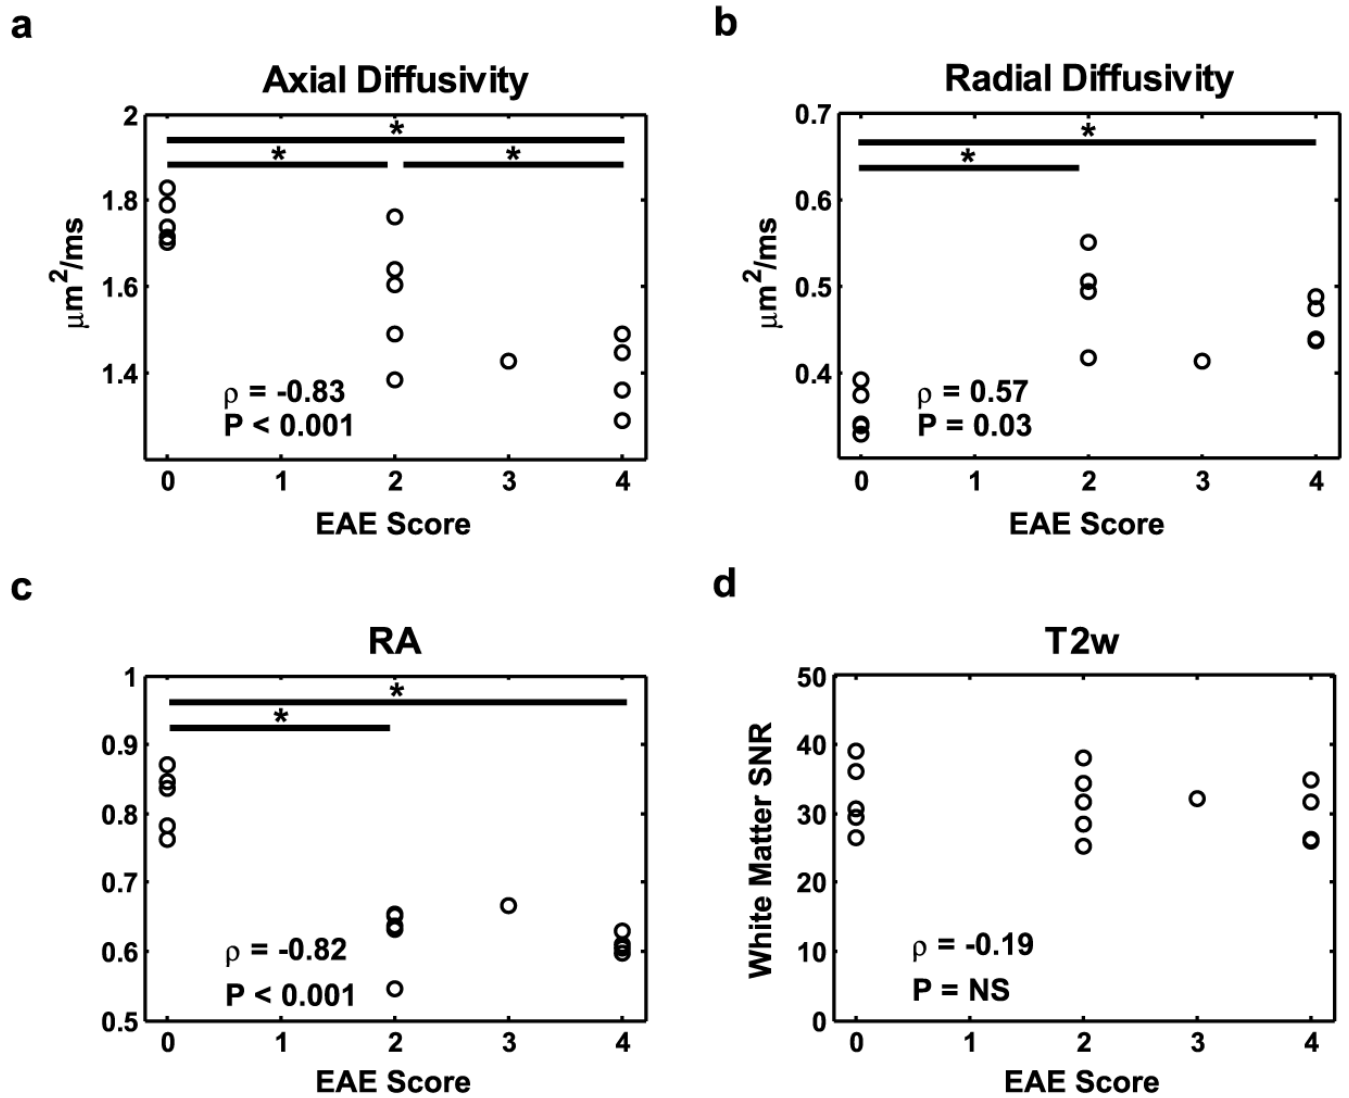 a
Axial Diffusivity
2
1.8
1.6
1.4
μm²/ms
*
*
*
ρ = -0.83
P < 0.001
0 1 2 3 4
EAE Score
b
Radial Diffusivity
0.7
0.6
0.5
0.4
μm²/ms
*
*
ρ = 0.57
P = 0.03
0 1 2 3 4
EAE Score
c
RA
1
0.9
0.8
0.7
0.6
0.5
*
*
ρ = -0.82
P < 0.001
0 1 2 3 4
EAE Score
d
T2w
50
40
30
20
10
0
White Matter SNR
ρ = -0.19
P = NS
0 1 2 3 4
EAE Score